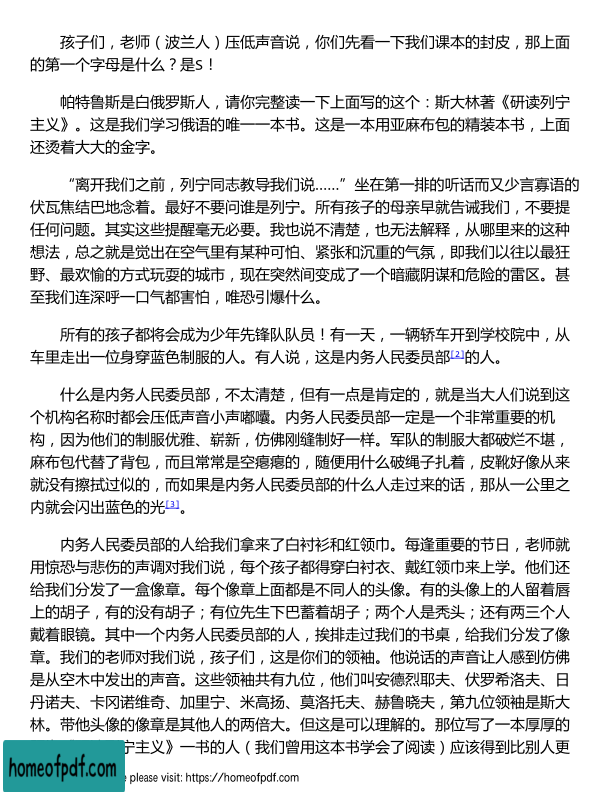 孩子们，老师（波兰人）压低声音说，你们先看一下我们课本的封皮，那上面
的第一个字母是什么？是S！
帕特鲁斯是白俄罗斯人，请你完整读一下上面写的这个：斯大林著《研读列宁
主义》。这是我们学习俄语的唯一一本书。这是一本用亚麻布包的精装本书，上面
还烫着大大的金字。
“离开我们之前，列宁同志教导我们说……”坐在第一排的听话而又少言寡语的
伏瓦焦结巴地念着。最好不要问谁是列宁。所有孩子的母亲早就告诫我们，不要提
任何问题。其实这些提醒毫无必要。我也说不清楚，也无法解释，从哪里来的这种
想法，总之就是觉出在空气里有某种可怕、紧张和沉重的气氛，即我们以往以最狂
野、最欢愉的方式玩耍的城市，现在突然间变成了一个暗藏阴谋和危险的雷区。甚
至我们连深呼一口气都害怕，唯恐引爆什么。
所有的孩子都将会成为少年先锋队队员！有一天，一辆轿车开到学校院中，从
车里走出一位身穿蓝色制服的人。有人说，这是内务人民委员部[2]的人。
什么是内务人民委员部，不太清楚，但有一点是肯定的，就是当大人们说到这
个机构名称时都会压低声音小声嘟囔。内务人民委员部一定是一个非常重要的机
构，因为他们的制服优雅、崭新，仿佛刚缝制好一样。军队的制服大都破烂不堪，
麻布包代替了背包，而且常常是空瘪瘪的，随便用什么破绳子扎着，皮靴好像从来
就没有擦拭过似的，而如果是内务人民委员部的什么人走过来的话，那从一公里之
内就会闪出蓝色的光[3]。
内务人民委员部的人给我们拿来了白衬衫和红领巾。每逢重要的节日，老师就
用惊恐与悲伤的声调对我们说，每个孩子都得穿白衬衣、戴红领巾来上学。他们还
给我们分发了一盒像章。每个像章上面都是不同人的头像。有的头像上的人留着唇
上的胡子，有的没有胡子；有位先生下巴蓄着胡子；两个人是秃头；还有两三个人
戴着眼镜。其中一个内务人民委员部的人，挨排走过我们的书桌，给我们分发了像
章。我们的老师对我们说，孩子们，这是你们的领袖。他说话的声音让人感到仿佛
是从空木中发出的声音。这些领袖共有九位，他们叫安德烈耶夫、伏罗希洛夫、日
丹诺夫、卡冈诺维奇、加里宁、米高扬、莫洛托夫、赫鲁晓夫，第九位领袖是斯大
林。带他头像的像章是其他人的两倍大。但这是可以理解的。那位写了一本厚厚的
宁主义》一书的人（我们曾用这本书学会了阅读）应该得到比别人更
homeofpdf.com
please visit: https://homeofpdf.com